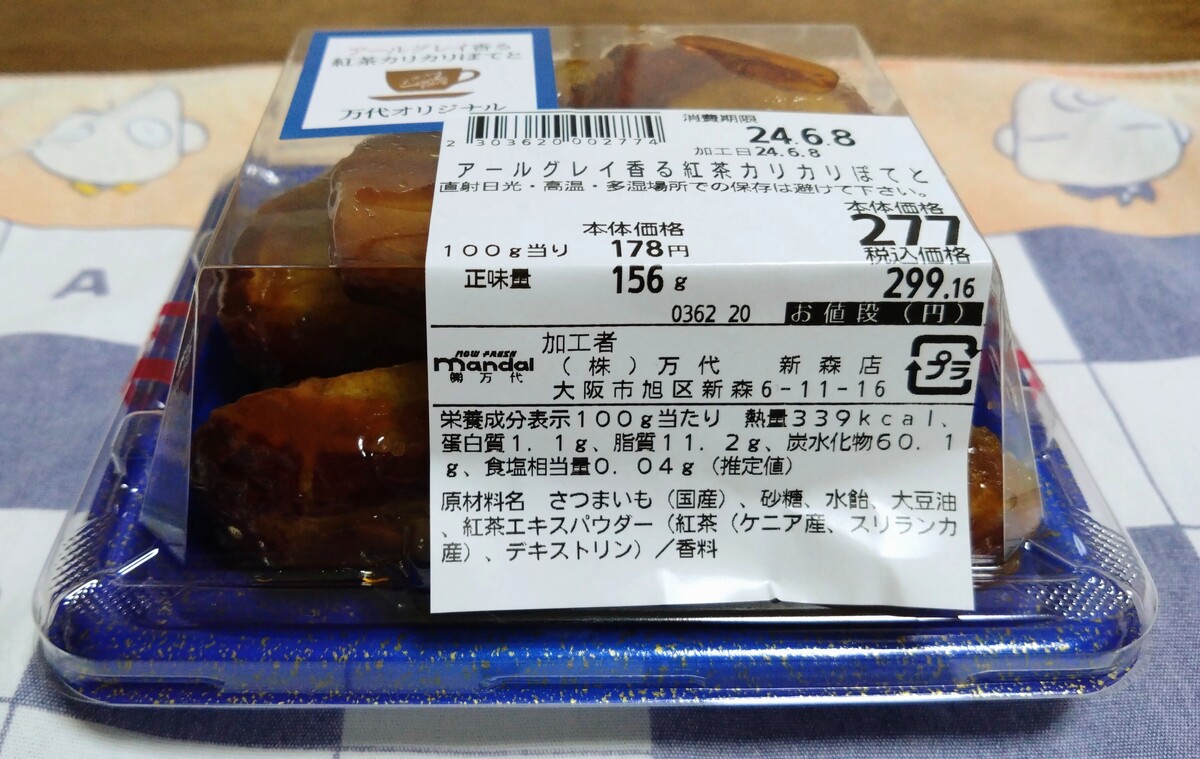 アールグレイ香る
紅茶カリカリぽてと
万代オリジナル
2 303620 002774
消費期限
24.6.8
加工日24.6.8
アールグレイ香る紅茶カリカリぽてと
直射日光・高温・多湿場所での保存は避けて下さい。
本体価格
277
本体価格
100g当り 178円
税込価格
299.16
正味量 156g
0362 20 お値段(円)
加工者
NOW FRESH
mandai
㈱万代
(株)万代 新森店
大阪市旭区新森6-11-16
プラ
栄養成分表示100g当たり 熱量339kcal、
蛋白質1.1g、脂質11.2g、炭水化物60.1
g、食塩相当量0.04g(推定値)
原材料名 さつまいも(国産)、砂糖、水飴、大豆油
、紅茶エキスパウダー(紅茶(ケニア産、スリランカ
産)、デキストリン)/香料
A